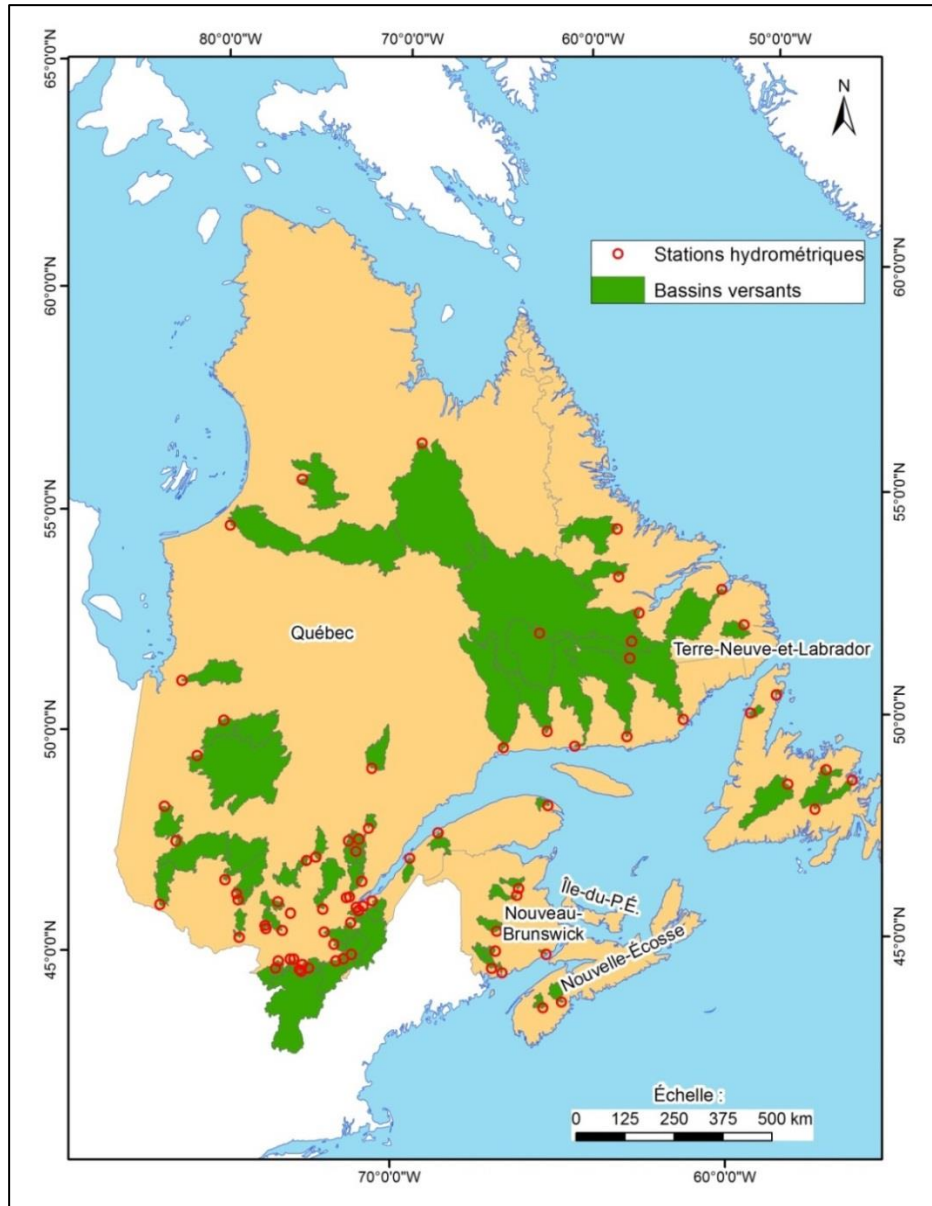 80°0'0"W
70°0'0"W
60°0'0"W
50°0'0"W
65°0'0"N
N
Stations hydrométriques
Bassins versants
60°0'0"N
60°0'0"N
55°0'0"N
55°0'0"N
Québec
Terre-Neuve-et-Labrador
50°0'0"N
50°0'0"N
Île-du-P.É.
Nouveau-
Brunswick
Nouvelle-Écosse
45°0'0"N
45°0'0"N
Échelle :
0 125 250 375 500 km
70°0'0"W
60°0'0"W